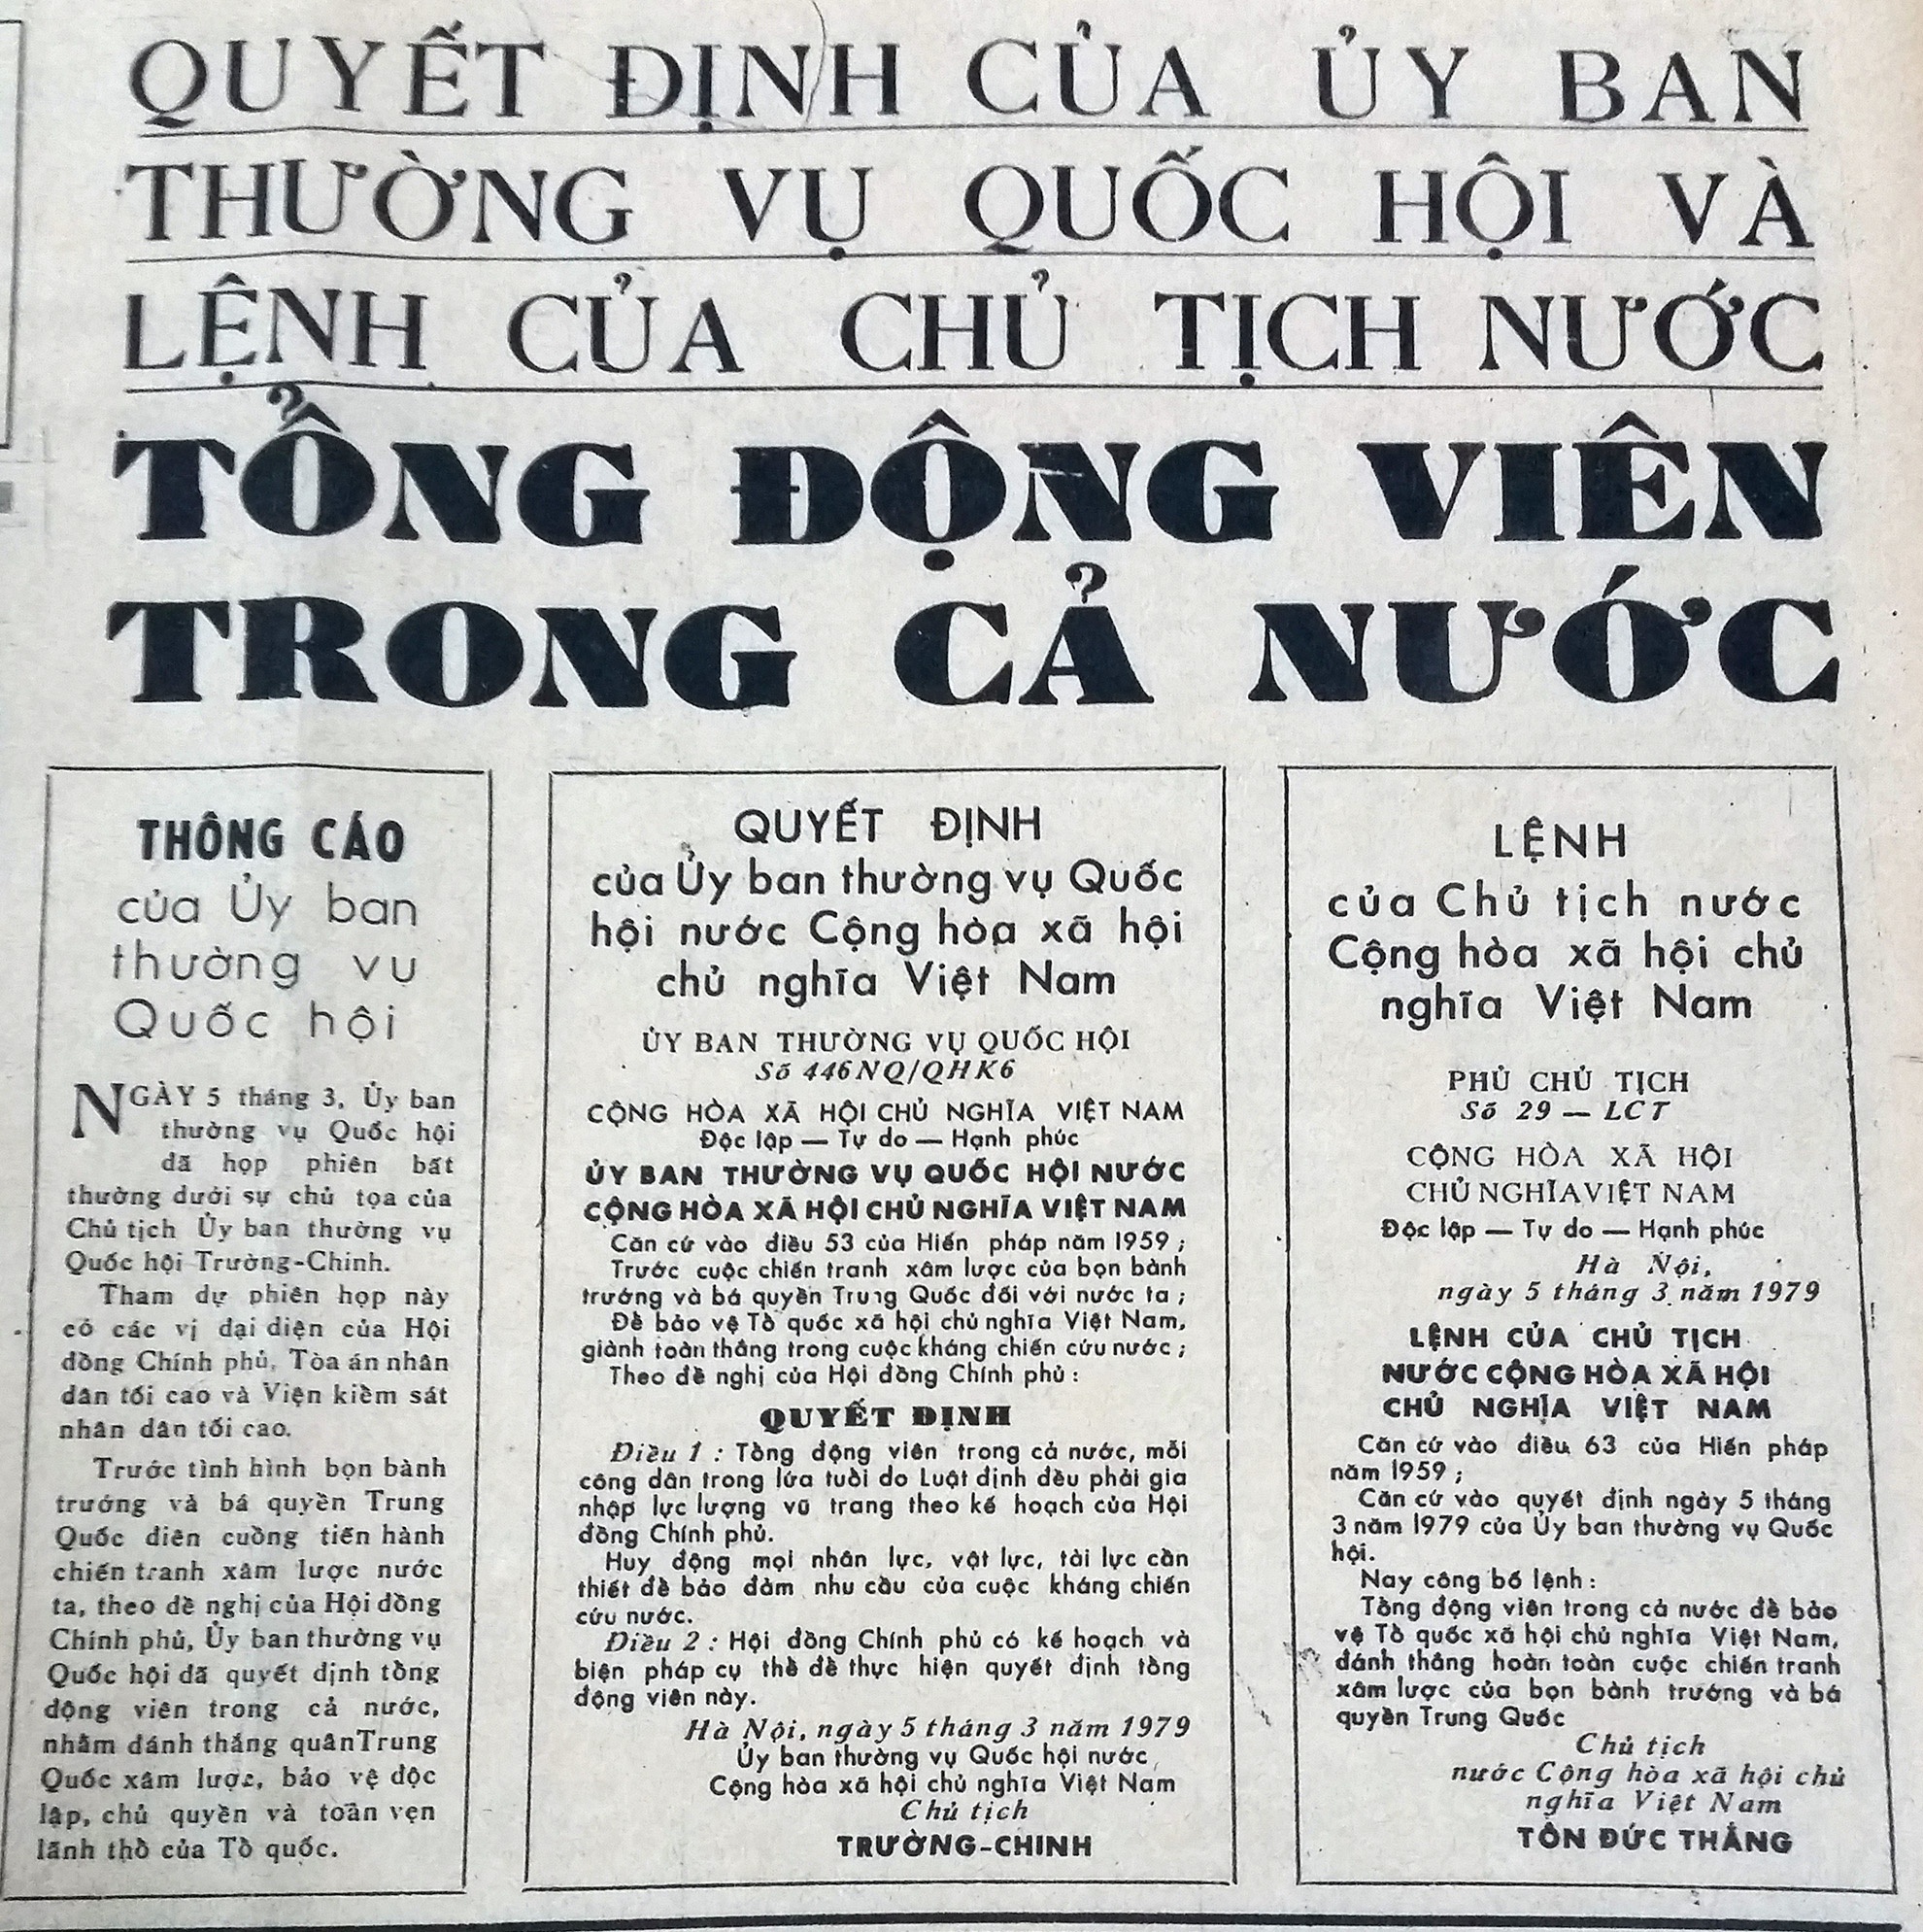 QUYẾT ĐỊNH CỦA ỦY BAN
THƯỜNG VỤ QUỐC HỘI VÀ
LỆNH CỦA CHỦ TỊCH NƯỚC
TỔNG ĐỘNG VIÊN
TRONG CẢ NƯỚC
THÔNG CÁO
của Ủy ban
thường vụ
Quốc hội
NGÀY 5 tháng 3, Ủy ban
thường vụ Quốc hội
đã họp phiên bất
thường dưới sự chủ tọa của
Chủ tịch Ủy ban thường vụ
Quốc hội Trường-Chinh.
Tham dự phiên họp này
có các vị đại diện của Hội
đồng Chính phủ, Tòa án nhân
dân tối cao và Viện kiểm sát
nhân dân tối cao.
Trước tình hình bọn bành
trướng và bá quyền Trung
Quốc điên cuồng tiến hành
chiến tranh xâm lược nước
ta, theo đề nghị của Hội đồng
Chính phủ, Ủy ban thường vụ
Quốc hội đã quyết định tổng
động viên trong cả nước,
nhằm đánh thắng quân Trung
Quốc xâm lược, bảo vệ độc
lập, chủ quyền và toàn vẹn
lãnh thổ của Tổ quốc.
QUYẾT ĐỊNH
của Ủy ban thường vụ Quốc
hội nước Cộng hòa xã hội
chủ nghĩa Việt Nam
ỦY BAN THƯỜNG VỤ QUỐC HỘI
Số 446NQ/QHK6
CỘNG HÒA XÃ HỘI CHỦ NGHĨA VIỆT NAM
Độc lập — Tự do — Hạnh phúc
ỦY BAN THƯỜNG VỤ QUỐC HỘI NƯỚC
CỘNG HÒA XÃ HỘI CHỦ NGHĨA VIỆT NAM
Căn cứ vào điều 53 của Hiến pháp năm 1959 ;
Trước cuộc chiến tranh xâm lược của bọn bành
trướng và bá quyền Trung Quốc đối với nước ta ;
Để bảo vệ Tổ quốc xã hội chủ nghĩa Việt Nam,
giành toàn thắng trong cuộc kháng chiến cứu nước ;
Theo đề nghị của Hội đồng Chính phủ :
QUYẾT ĐỊNH
Điều 1 : Tổng động viên trong cả nước, mỗi
công dân trong lứa tuổi do Luật định đều phải gia
nhập lực lượng vũ trang theo kế hoạch của Hội
đồng Chính phủ.
Huy động mọi nhân lực, vật lực, tài lực cần
thiết để bảo đảm nhu cầu của cuộc kháng chiến
cứu nước.
Điều 2 : Hội đồng Chính phủ có kế hoạch và
biện pháp cụ thể để thực hiện quyết định tổng
động viên này.
Hà Nội, ngày 5 tháng 3 năm 1979
Ủy ban thường vụ Quốc hội nước
Cộng hòa xã hội chủ nghĩa Việt Nam
Chủ tịch
TRƯỜNG-CHINH
LỆNH
của Chủ tịch nước
Cộng hòa xã hội chủ
nghĩa Việt Nam
PHỦ CHỦ TỊCH
Số 29 — LCT
CỘNG HÒA XÃ HỘI
CHỦ NGHĨA VIỆT NAM
Độc lập — Tự do — Hạnh phúc
Hà Nội,
ngày 5 tháng 3 năm 1979
LỆNH CỦA CHỦ TỊCH
NƯỚC CỘNG HÒA XÃ HỘI
CHỦ NGHĨA VIỆT NAM
Căn cứ vào điều 63 của Hiến pháp
năm 1959 ;
Căn cứ vào quyết định ngày 5 tháng
3 năm 1979 của Ủy ban thường vụ Quốc
hội.
Nay công bố lệnh :
Tổng động viên trong cả nước để bảo
vệ Tổ quốc xã hội chủ nghĩa Việt Nam,
đánh thắng hoàn toàn cuộc chiến tranh
xâm lược của bọn bành trướng và bá
quyền Trung Quốc
Chủ tịch
nước Cộng hòa xã hội chủ
nghĩa Việt Nam
TÔN ĐỨC THẮNG